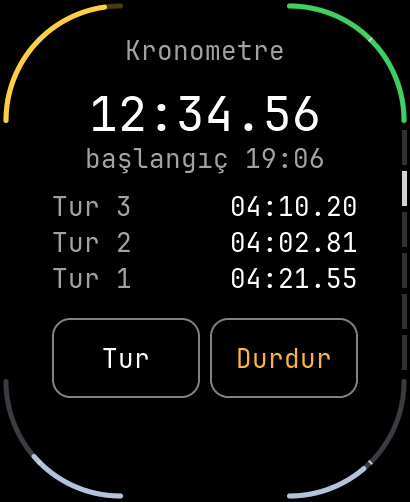 Kronometre
12:34.56
başlangıç 19:06
Tur 3 04:10.20
Tur 2 04:02.81
Tur 1 04:21.55
Tur Durdur